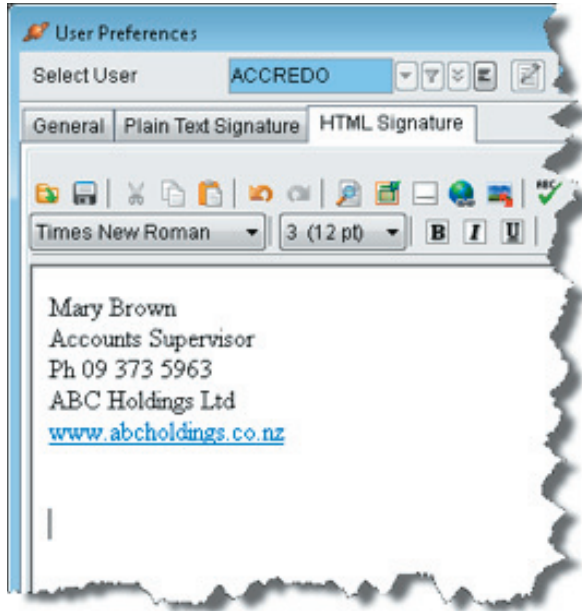 User Preferences
Select User ACCREDO
General Plain Text Signature HTML Signature
ABC
Times New Roman 3 (12 pt) B I U
Mary Brown
Accounts Supervisor
Ph 09 373 5963
ABC Holdings Ltd
www.abcholdings.co.nz